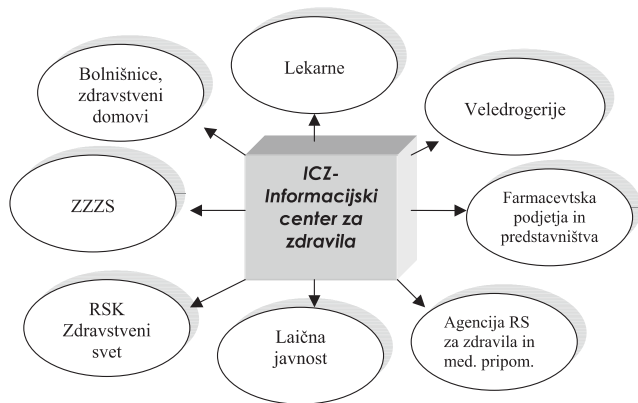 Lekarne
Bolnišnice,
zdravstveni
domovi
Veledrogerije
ICZ-
Informacijski
center za
zdravila
ZZZS
Farmacevtska
podjetja in
predstavništva
RSK
Zdravstveni
svet
Laična
javnost
Agencija RS
za zdravila in
med. pripom.